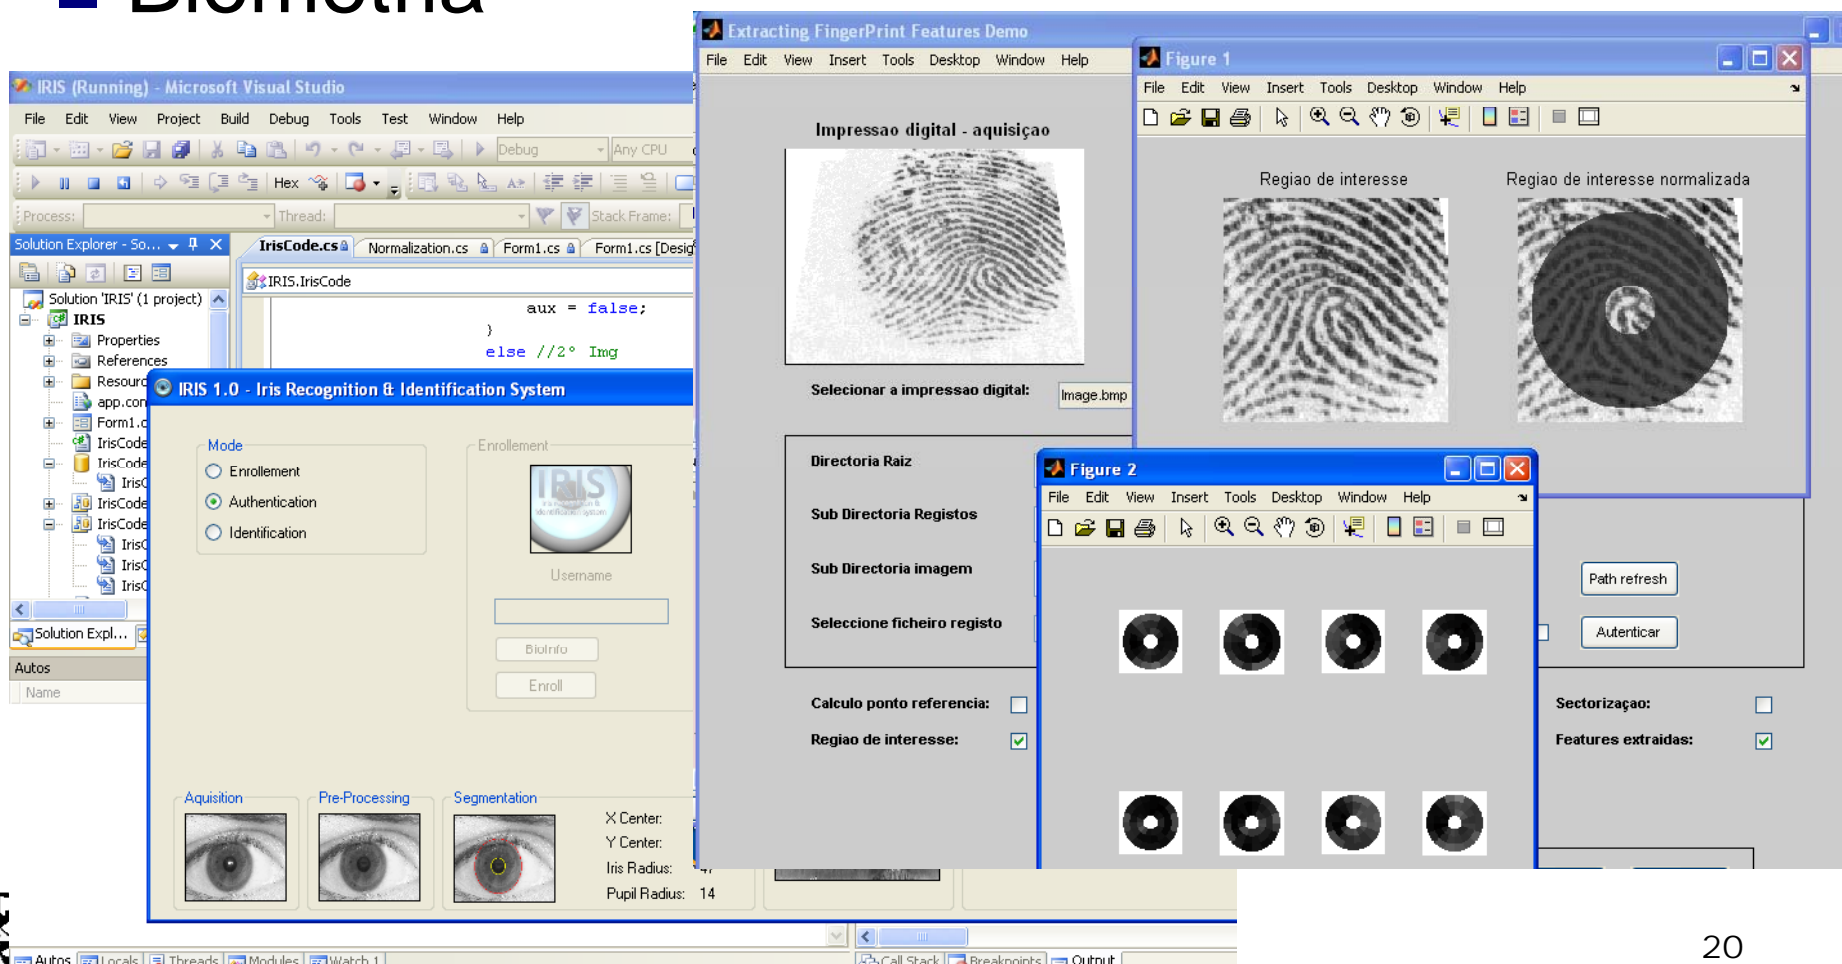 Biometria
IRIS (Running) - Microsoft Visual Studio
File Edit View Project Build Debug Tools Test Window Help
Debug Any CPU
Hex
Process: Thread: Stack Frame:
Solution Explorer - So...
IrisCode.cs Normalization.cs Form1.cs Form1.cs [Desig
IRIS.IrisCode
Solution 'IRIS' (1 project)
IRIS
Properties
References
Resourc
app.con
Form1.c
IrisCode
IrisCode
IrisC
IrisCode
IrisCode
IrisC
IrisC
IrisC
aux = false;
}
else //2º Img
Solution Expl...
Autos
Name
IRIS 1.0 - Iris Recognition & Identification System
Mode
Enrollement
Authentication
Identification
Enrollement
IRIS
Username
BioInfo
Enroll
Aquisition
Pre-Processing
Segmentation
X Center:
Y Center:
Iris Radius: 47
Pupil Radius: 14
Autos Locals Threads Modules Watch 1
Call Stack Breakpoints Output
Extracting FingerPrint Features Demo
File Edit View Insert Tools Desktop Window Help
Impressao digital - aquisiçao
Selecionar a impressao digital: Image.bmp
Directoria Raiz
Sub Directoria Registos
Sub Directoria imagem
Seleccione ficheiro registo
Path refresh
Autenticar
Calculo ponto referencia:
Regiao de interesse:
Sectorizaçao:
Features extraidas:
Figure 1
File Edit View Insert Tools Desktop Window Help
Regiao de interesse
Regiao de interesse normalizada
Figure 2
File Edit View Insert Tools Desktop Window Help
20